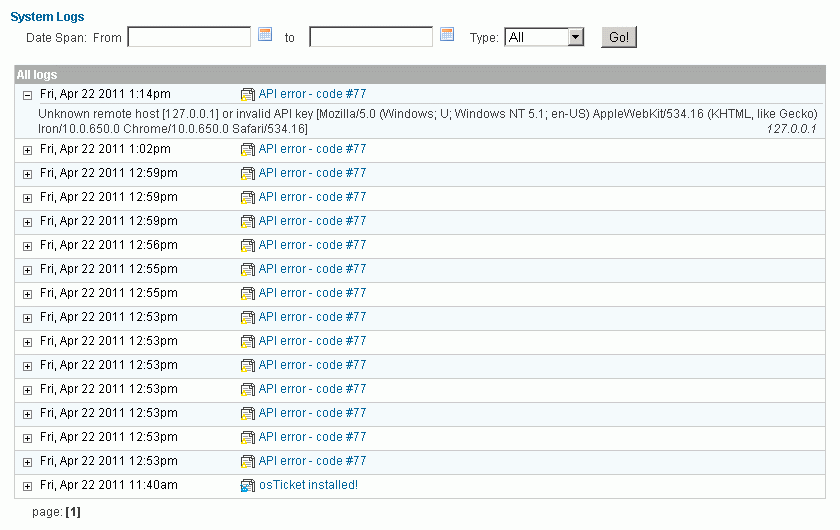 System Logs
Date Span: From to Type: All Go!
All logs
Fri, Apr 22 2011 1:14pm API error - code #77
Unknown remote host [127.0.0.1] or invalid API key [Mozilla/5.0 (Windows; U; Windows NT 5.1; en-US) AppleWebKit/534.16 (KHTML, like Gecko)
Iron/10.0.650.0 Chrome/10.0.650.0 Safari/534.16] 127.0.0.1
Fri, Apr 22 2011 1:02pm API error - code #77
Fri, Apr 22 2011 12:59pm API error - code #77
Fri, Apr 22 2011 12:59pm API error - code #77
Fri, Apr 22 2011 12:59pm API error - code #77
Fri, Apr 22 2011 12:56pm API error - code #77
Fri, Apr 22 2011 12:55pm API error - code #77
Fri, Apr 22 2011 12:55pm API error - code #77
Fri, Apr 22 2011 12:53pm API error - code #77
Fri, Apr 22 2011 12:53pm API error - code #77
Fri, Apr 22 2011 12:53pm API error - code #77
Fri, Apr 22 2011 12:53pm API error - code #77
Fri, Apr 22 2011 12:53pm API error - code #77
Fri, Apr 22 2011 12:53pm API error - code #77
Fri, Apr 22 2011 12:53pm API error - code #77
Fri, Apr 22 2011 11:40am osTicket installed!
page: [1]